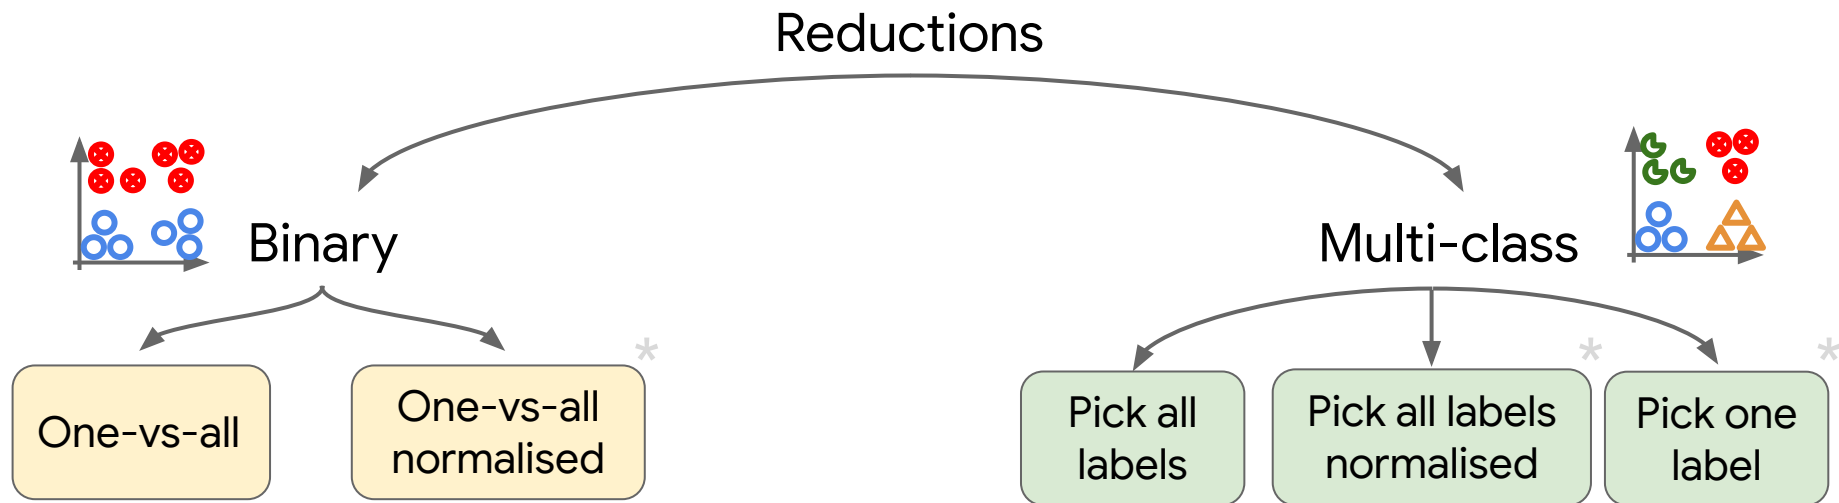 Reductions
Binary
Multi-class
One-vs-all
One-vs-all
normalised
*
Pick all
labels
Pick all labels
normalised
*
Pick one
label
*